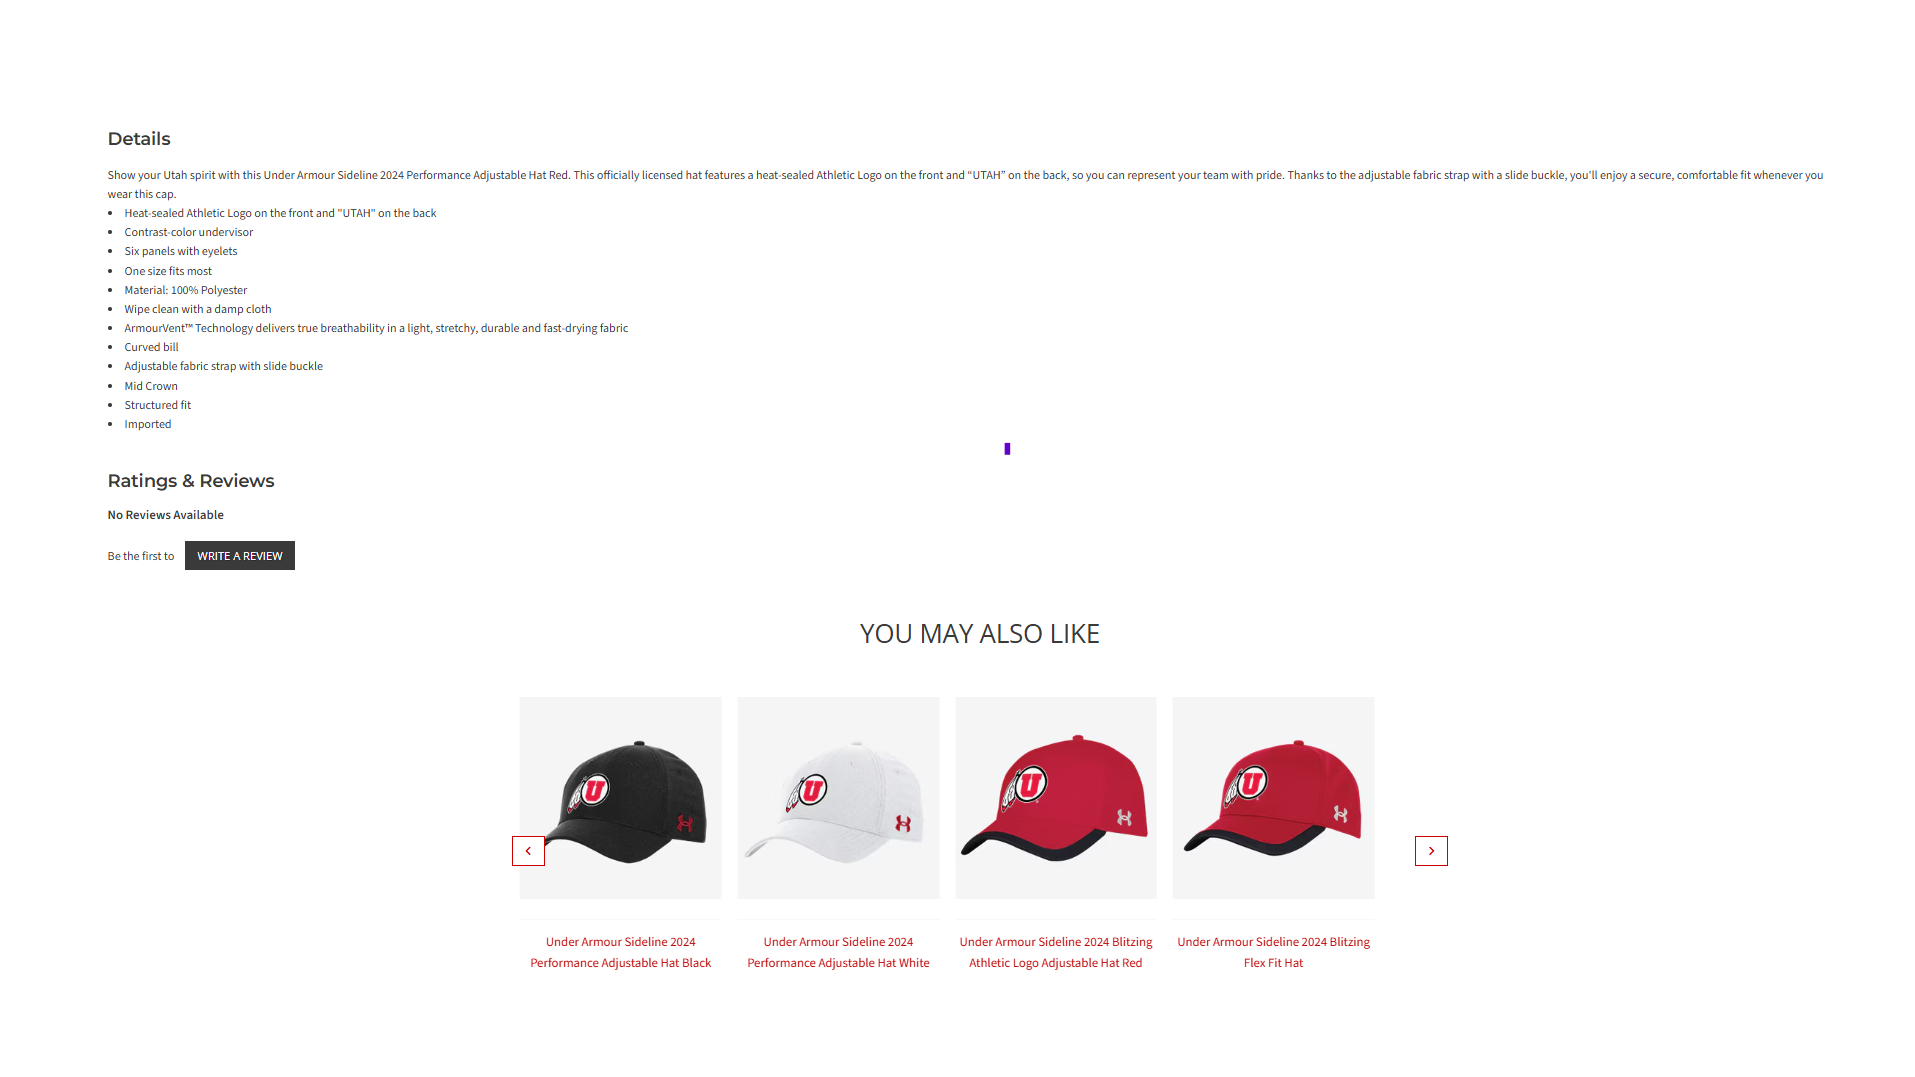 Details
Show your Utah spirit with this Under Armour Sideline 2024 Performance Adjustable Hat Red. This officially licensed hat features a heat-sealed Athletic Logo on the front and “UTAH” on the back, so you can represent your team with pride. Thanks to the adjustable fabric strap with a slide buckle, you'll enjoy a secure, comfortable fit whenever you
wear this cap.
• Heat-sealed Athletic Logo on the front and "UTAH" on the back
• Contrast-color undervisor
• Six panels with eyelets
• One size fits most
• Material: 100% Polyester
• Wipe clean with a damp cloth
• ArmourVent™ Technology delivers true breathability in a light, stretchy, durable and fast-drying fabric
• Curved bill
• Adjustable fabric strap with slide buckle
• Mid Crown
• Structured fit
• Imported
Ratings & Reviews
No Reviews Available
Be the first to WRITE A REVIEW
YOU MAY ALSO LIKE
U U U U
Under Armour Sideline 2024
Performance Adjustable Hat Black
Under Armour Sideline 2024
Performance Adjustable Hat White
Under Armour Sideline 2024 Blitzing
Athletic Logo Adjustable Hat Red
Under Armour Sideline 2024 Blitzing
Flex Fit Hat